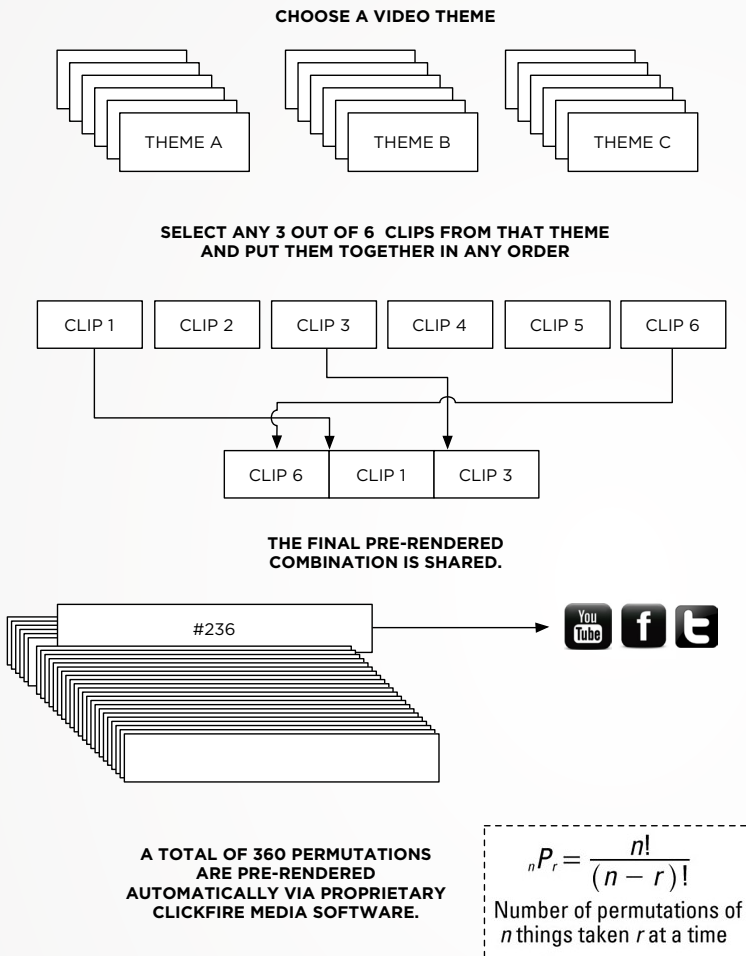 CHOOSE A VIDEO THEME
THEME A
THEME B
THEME C
SELECT ANY 3 OUT OF 6 CLIPS FROM THAT THEME
AND PUT THEM TOGETHER IN ANY ORDER
CLIP 1
CLIP 2
CLIP 3
CLIP 4
CLIP 5
CLIP 6
CLIP 6
CLIP 1
CLIP 3
THE FINAL PRE-RENDERED
COMBINATION IS SHARED.
#236
You
Tube
f
t
A TOTAL OF 360 PERMUTATIONS
ARE PRE-RENDERED
AUTOMATICALLY VIA PROPRIETARY
CLICKFIRE MEDIA SOFTWARE.
nPr = n! / (n − r)!
Number of permutations of
n things taken r at a time